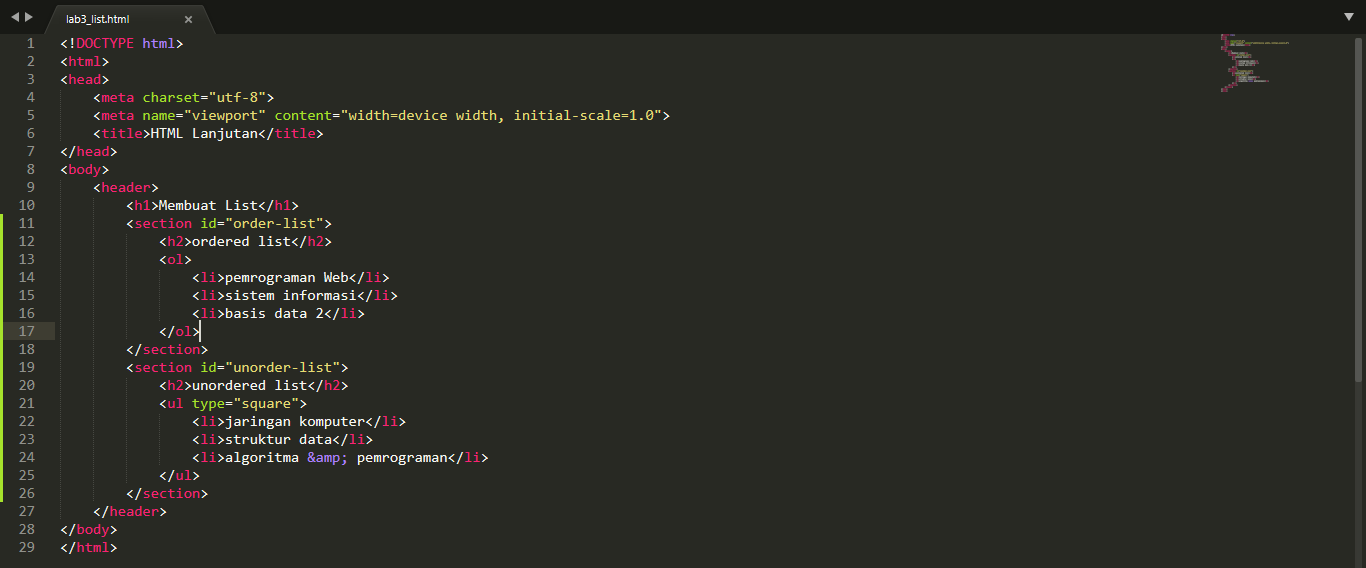 lab3_list.html
1 <!DOCTYPE html>
2 <html>
3 <head>
4 <meta charset="utf-8">
5 <meta name="viewport" content="width=device width, initial-scale=1.0">
6 <title>HTML Lanjutan</title>
7 </head>
8 <body>
9 <header>
10 <h1>Membuat List</h1>
11 <section id="order-list">
12 <h2>ordered list</h2>
13 <ol>
14 <li>pemrograman Web</li>
15 <li>sistem informasi</li>
16 <li>basis data 2</li>
17 </ol>
18 </section>
19 <section id="unorder-list">
20 <h2>unordered list</h2>
21 <ul type="square">
22 <li>jaringan komputer</li>
23 <li>struktur data</li>
24 <li>algoritma &amp; pemrograman</li>
25 </ul>
26 </section>
27 </header>
28 </body>
29 </html>